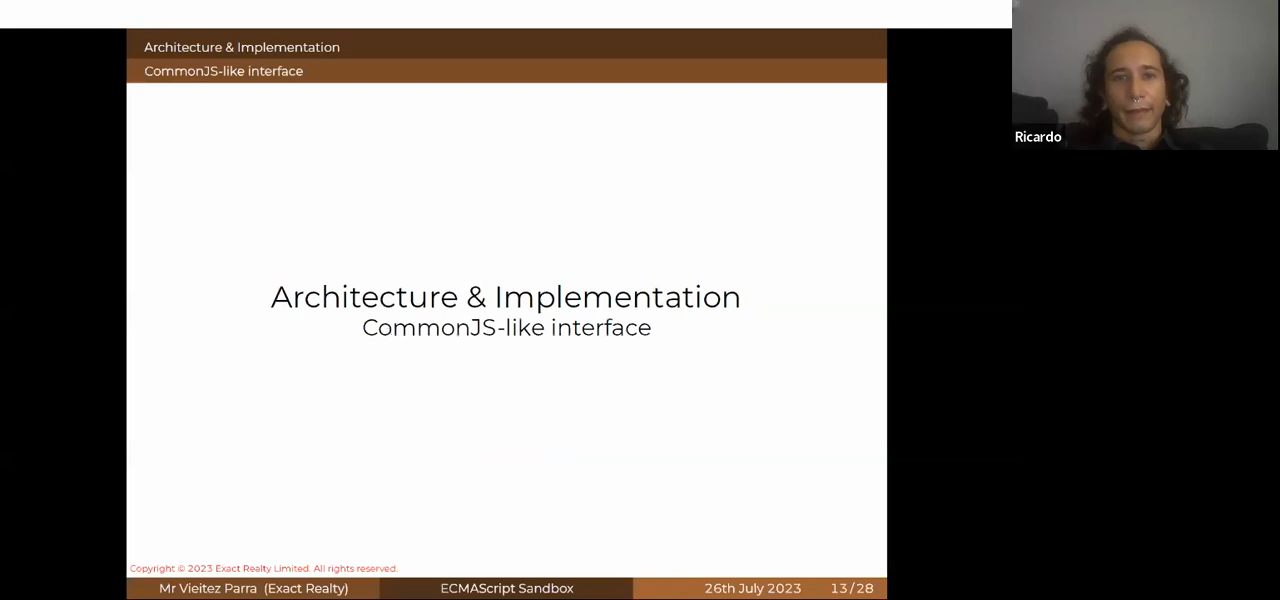 Architecture & Implementation
CommonJS-like interface
Ricardo
Architecture & Implementation
CommonJS-like interface
Copyright © 2023 Exact Realty Limited. All rights reserved.
Mr Vieitez Parra (Exact Realty) ECMAScript Sandbox 26th July 2023 13/28